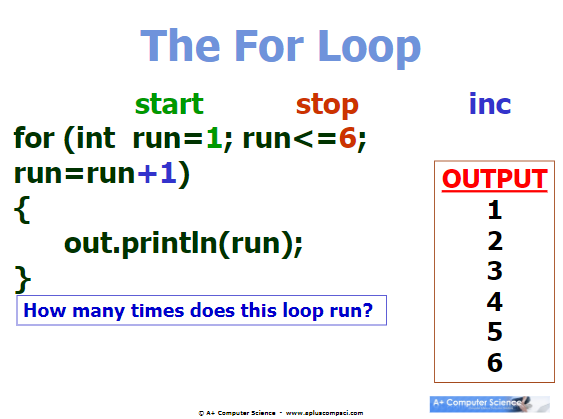 The For Loop
start stop inc
for (int run=1; run<=6;
run=run+1)
{
out.println(run);
}
How many times does this loop run?
OUTPUT
1
2
3
4
5
6
A+ Computer Science
© A+ Computer Science - www.apluscompsci.com